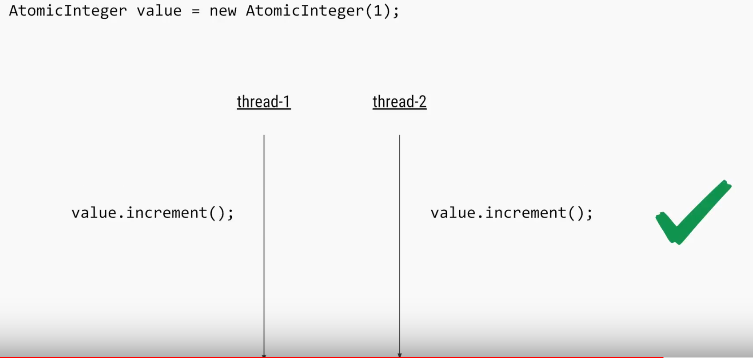 AtomicInteger value = new AtomicInteger(1);
thread-1 thread-2
value.increment(); value.increment();